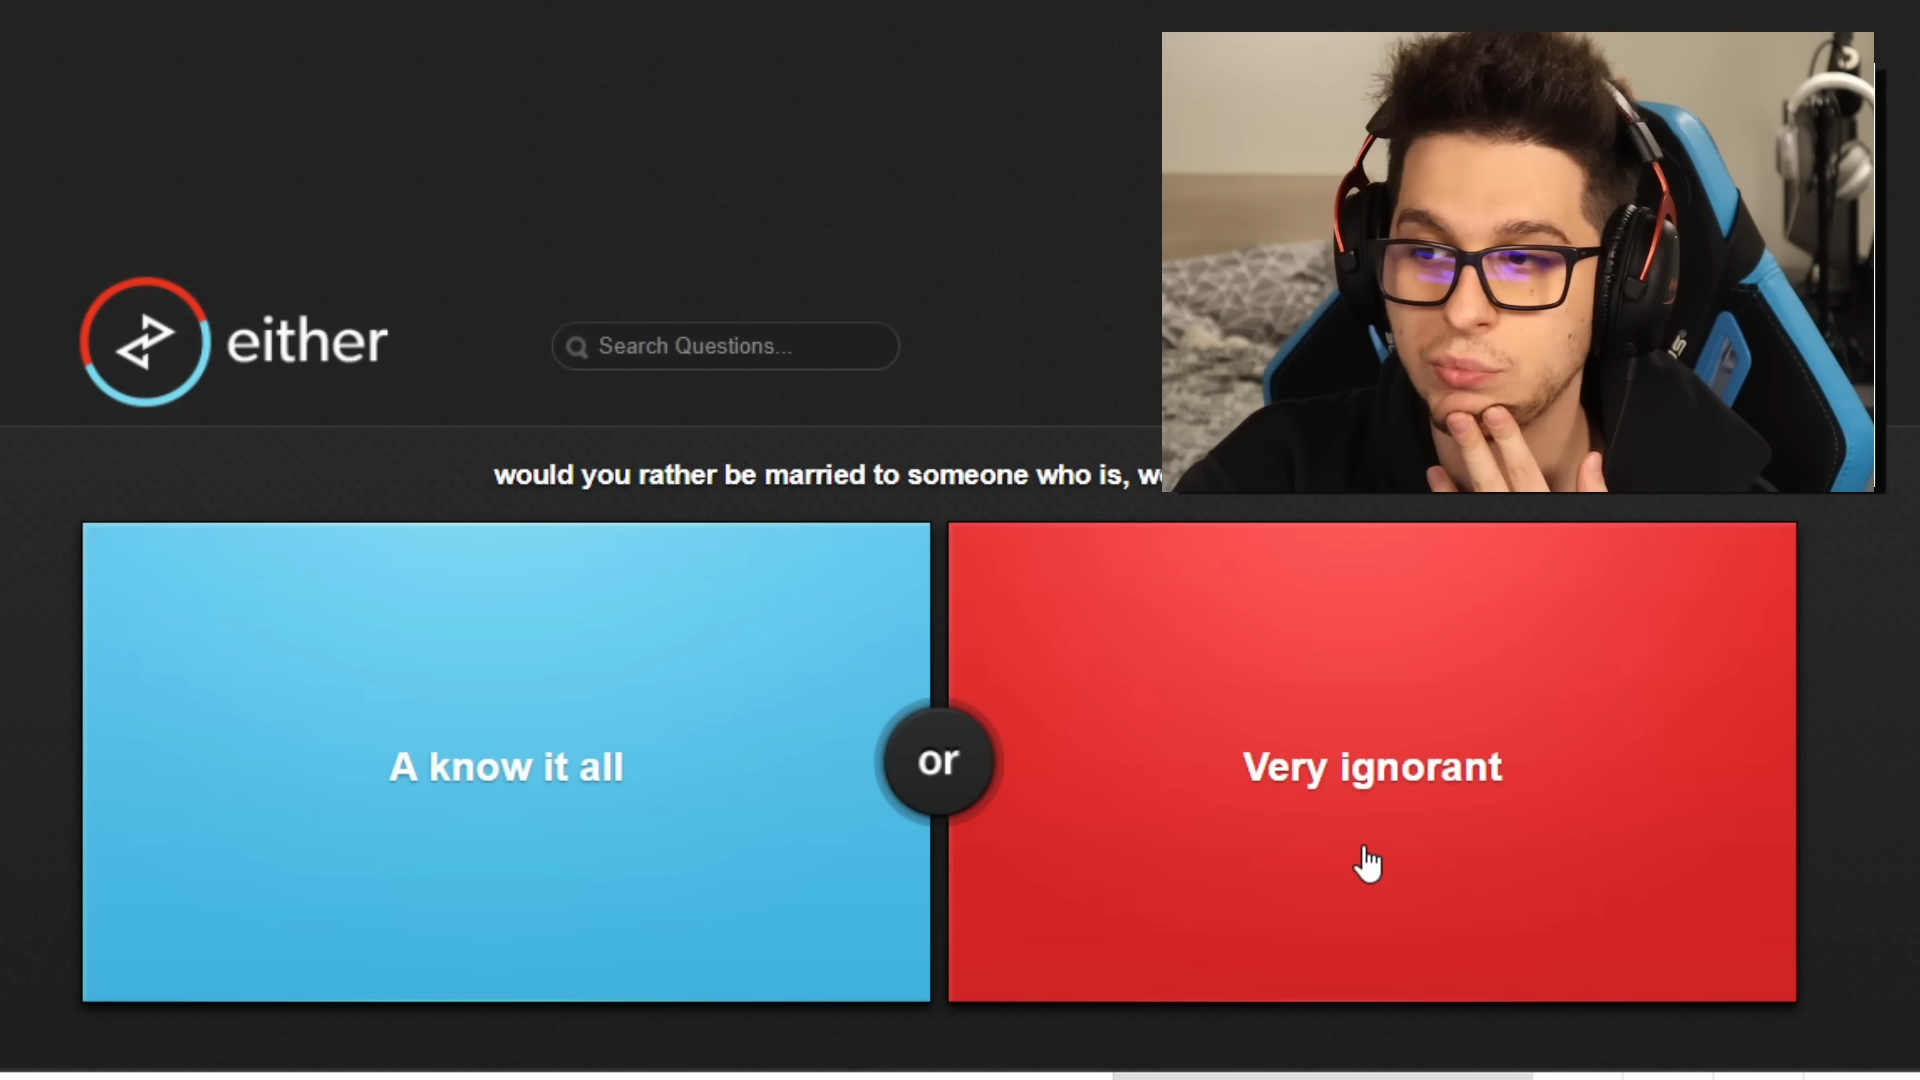 either
Search Questions...
would you rather be married to someone who is,
A know it all
or
Very ignorant